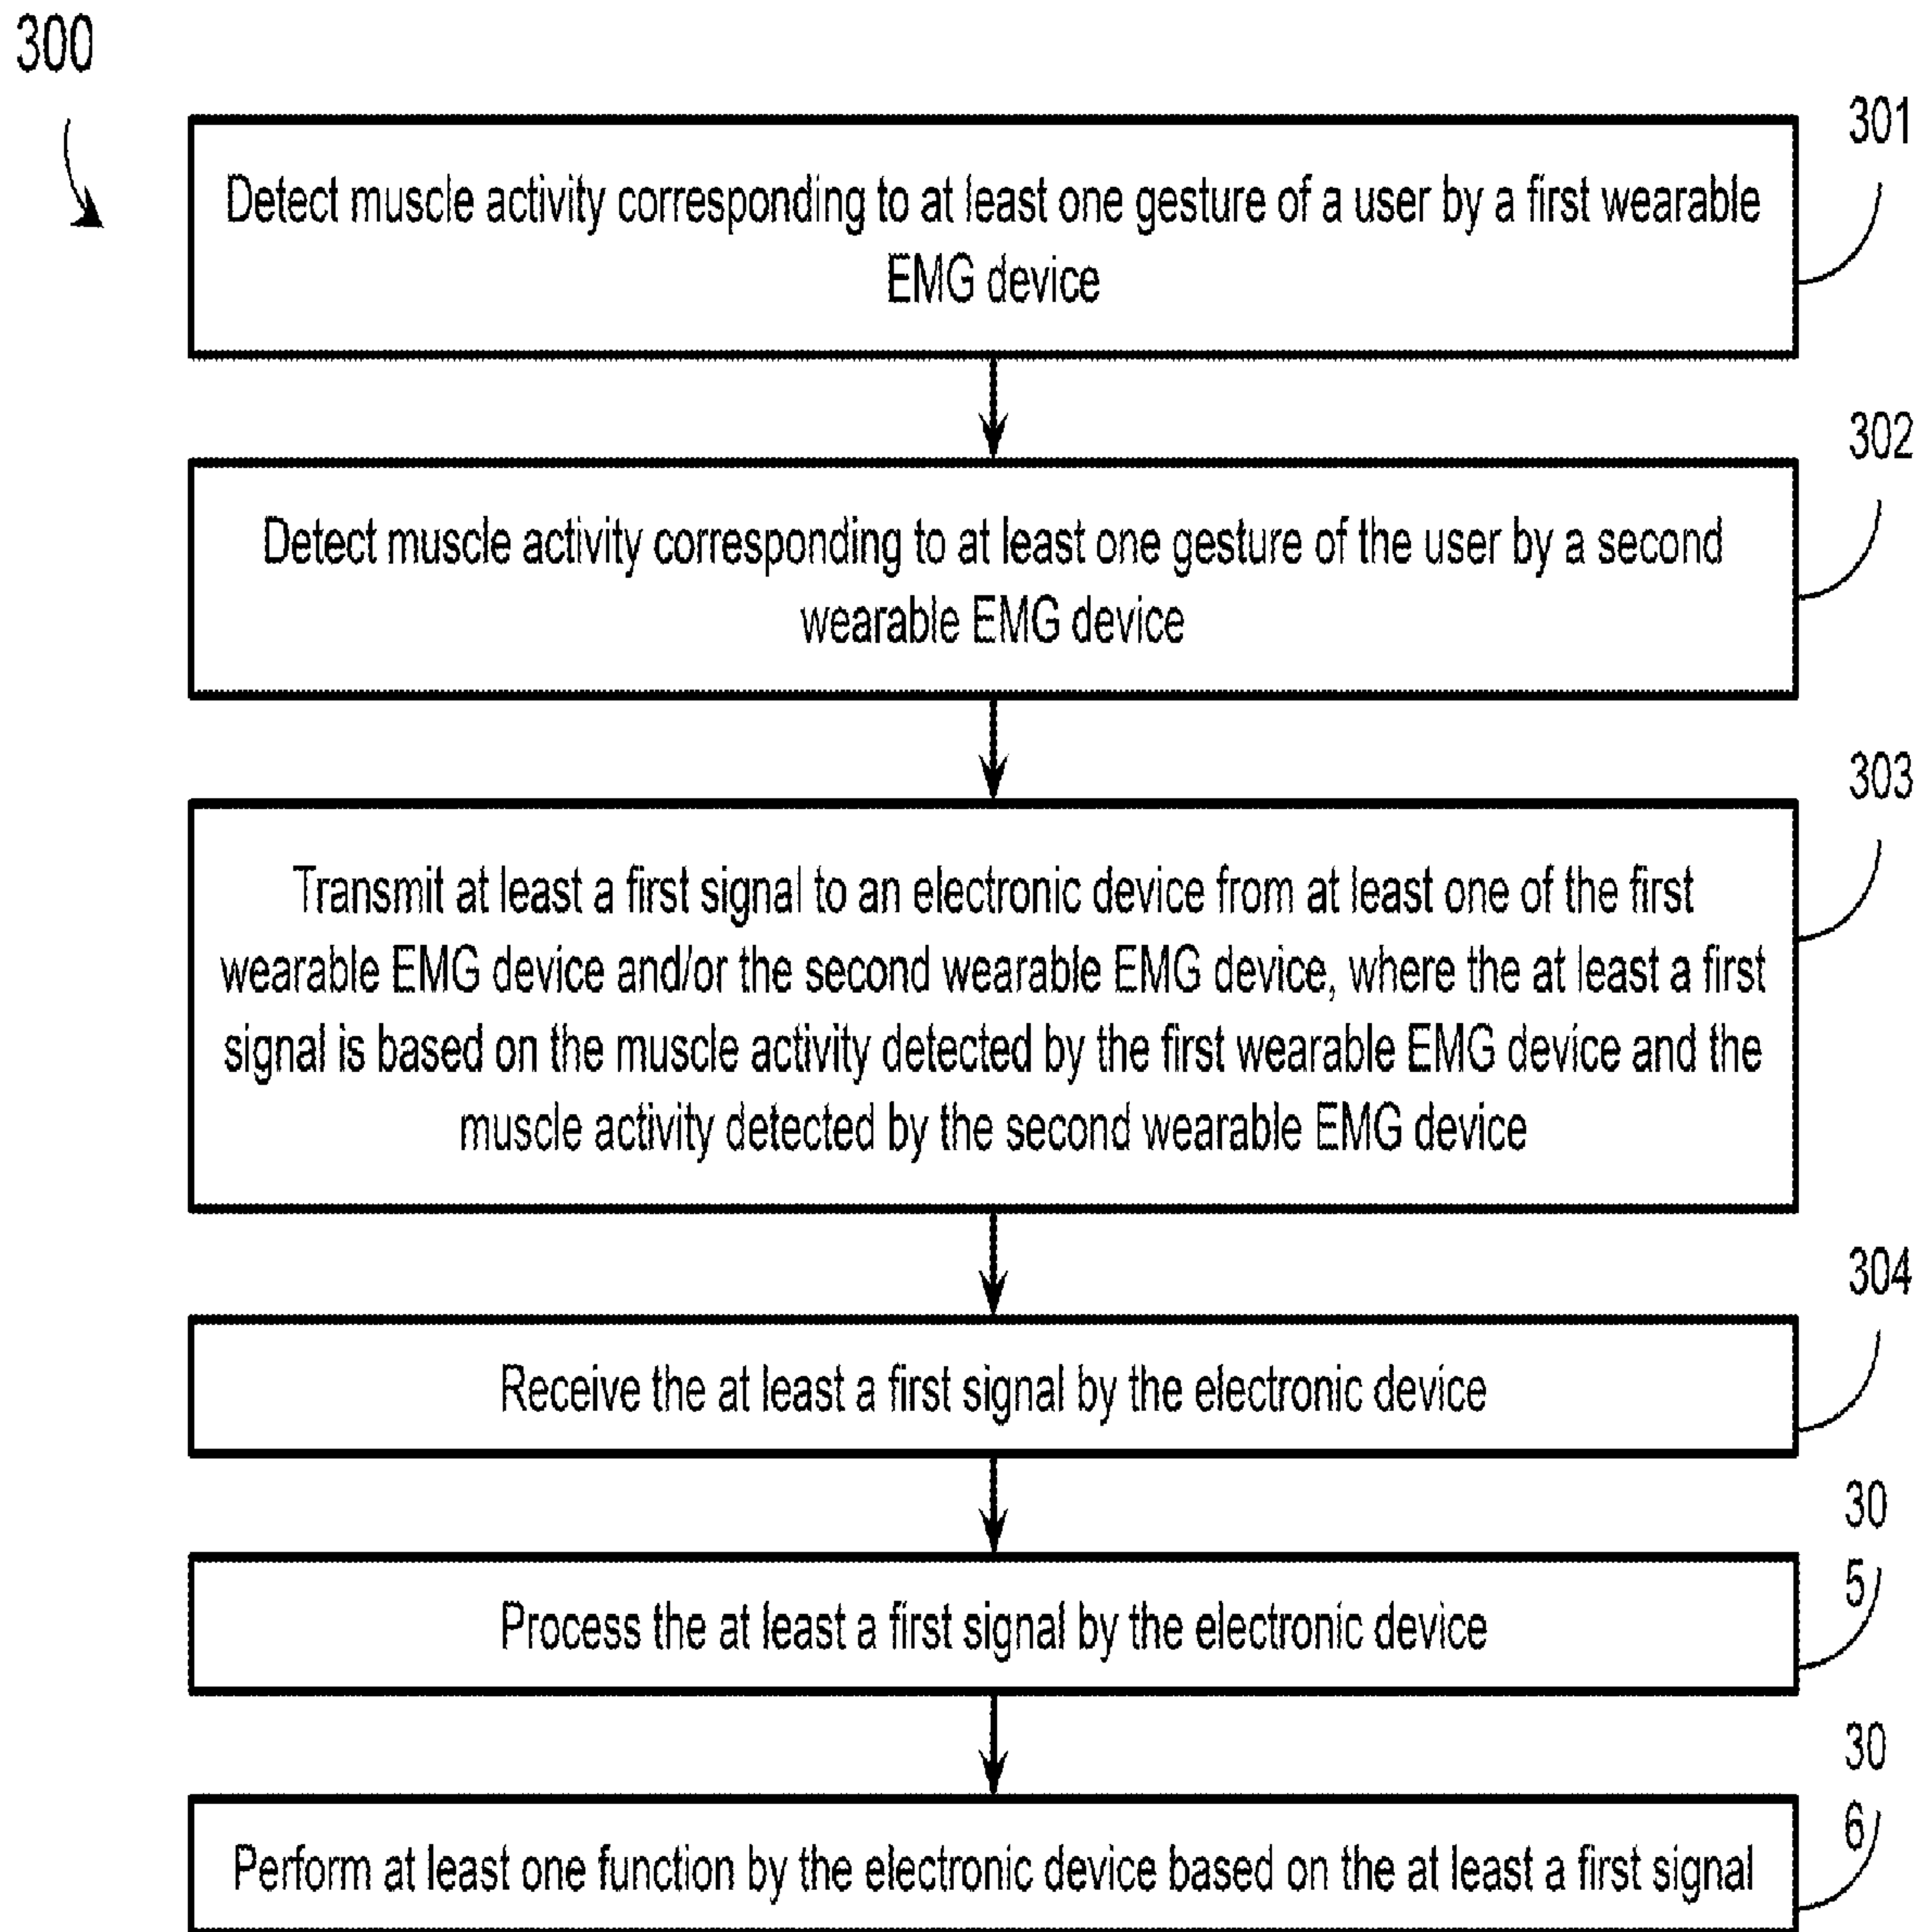 300
301
Detect muscle activity corresponding to at least one gesture of a user by a first wearable
EMG device
302
Detect muscle activity corresponding to at least one gesture of the user by a second
wearable EMG device
303
Transmit at least a first signal to an electronic device from at least one of the first
wearable EMG device and/or the second wearable EMG device, where the at least a first
signal is based on the muscle activity detected by the first wearable EMG device and the
muscle activity detected by the second wearable EMG device
304
Receive the at least a first signal by the electronic device
30
5
Process the at least a first signal by the electronic device
30
6
Perform at least one function by the electronic device based on the at least a first signal